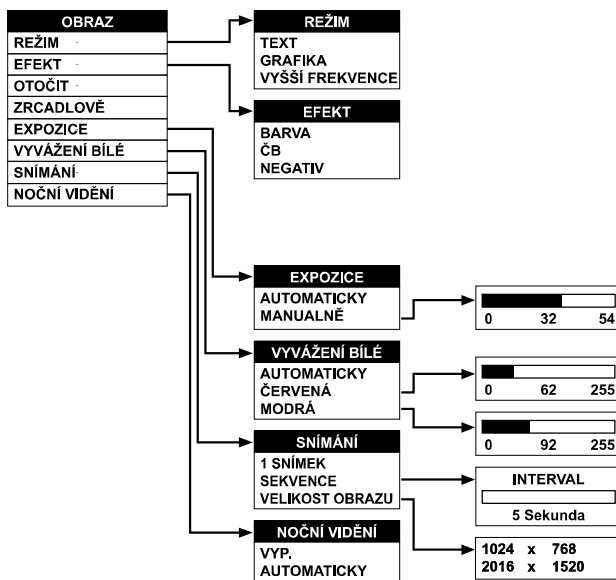 OBRAZ
REŽIM
EFEKT
OTOČIT
ZRCADLOVĚ
EXPOZICE
VYVÁŽENÍ BÍLÉ
SNÍMÁNÍ
NOČNÍ VIDĚNÍ
REŽIM
TEXT
GRAFIKA
VYŠŠÍ FREKVENCE
EFEKT
BARVA
ČB
NEGATIV
EXPOZICE
AUTOMATICKY
MANUALNĚ
0 32 54
VYVÁŽENÍ BÍLÉ
AUTOMATICKY
ČERVENÁ
MODRÁ
0 62 255
0 92 255
SNÍMÁNÍ
1 SNÍMEK
SEKVENCE
VELIKOST OBRAZU
INTERVAL
5 Sekunda
1024 x 768
2016 x 1520
NOČNÍ VIDĚNÍ
VYP.
AUTOMATICKY